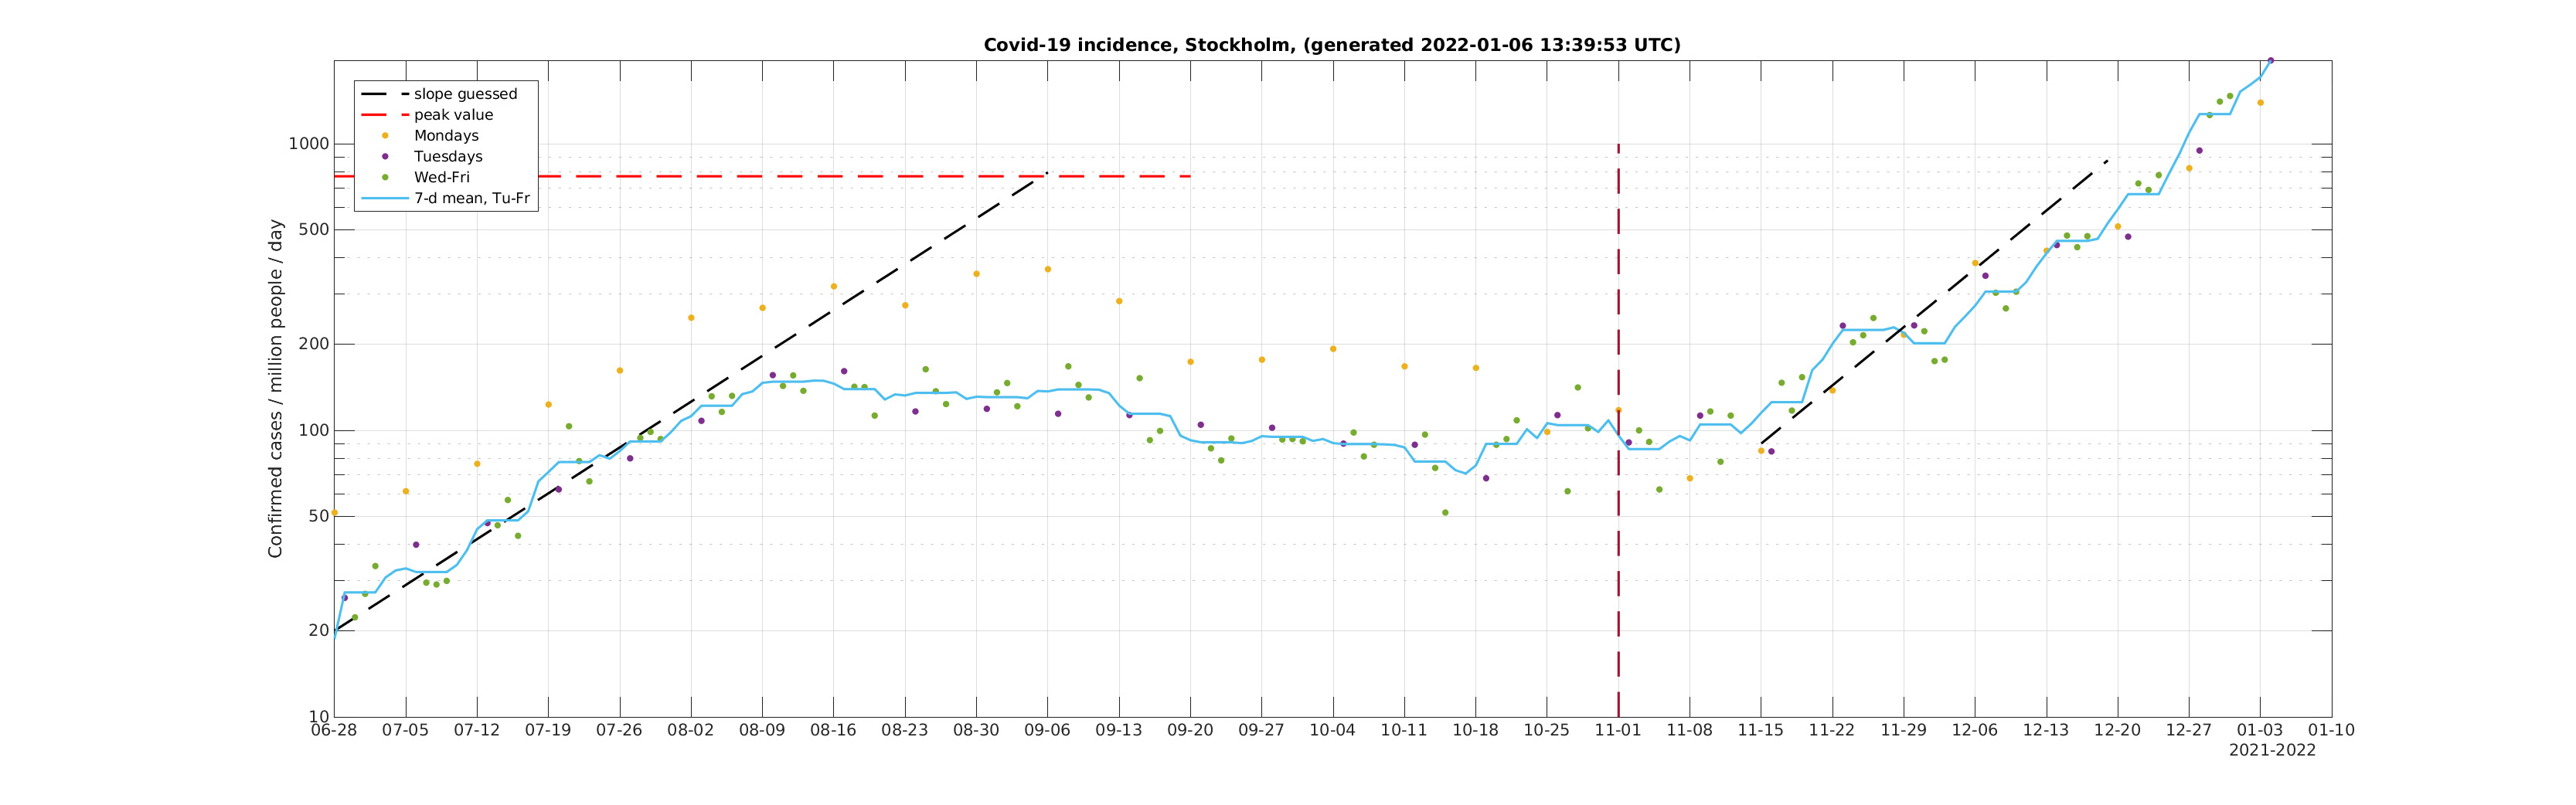 Covid-19 incidence, Stockholm, (generated 2022-01-06 13:39:53 UTC)
slope guessed
peak value
Mondays
Tuesdays
Wed-Fri
7-d mean, Tu-Fr
Confirmed cases / million people / day
1000
500
200
100
50
20
10
06-28 07-05 07-12 07-19 07-26 08-02 08-09 08-16 08-23 08-30 09-06 09-13 09-20 09-27 10-04 10-11 10-18 10-25 11-01 11-08 11-15 11-22 11-29 12-06 12-13 12-20 12-27 01-03 01-10
2021-2022